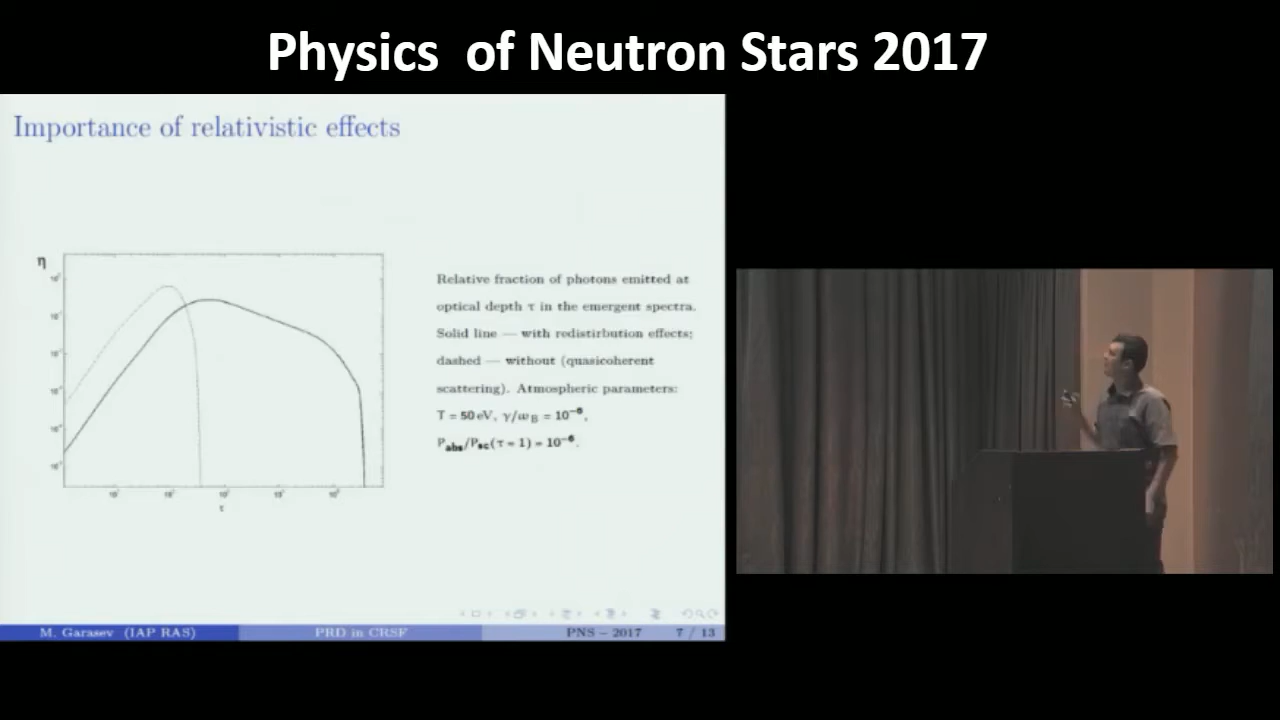 Physics of Neutron Stars 2017
Importance of relativistic effects
η
τ
Relative fraction of photons emitted at
optical depth τ in the emergent spectra.
Solid line — with redistirbution effects;
dashed — without (quasicoherent
scattering). Atmospheric parameters:
T = 50 eV, γ/ω_B = 10⁻⁶,
P_abs/P_sc(τ = 1) = 10⁻⁶.
M. Garasev (IAP RAS) PRD in CRSF PNS – 2017 7 / 13